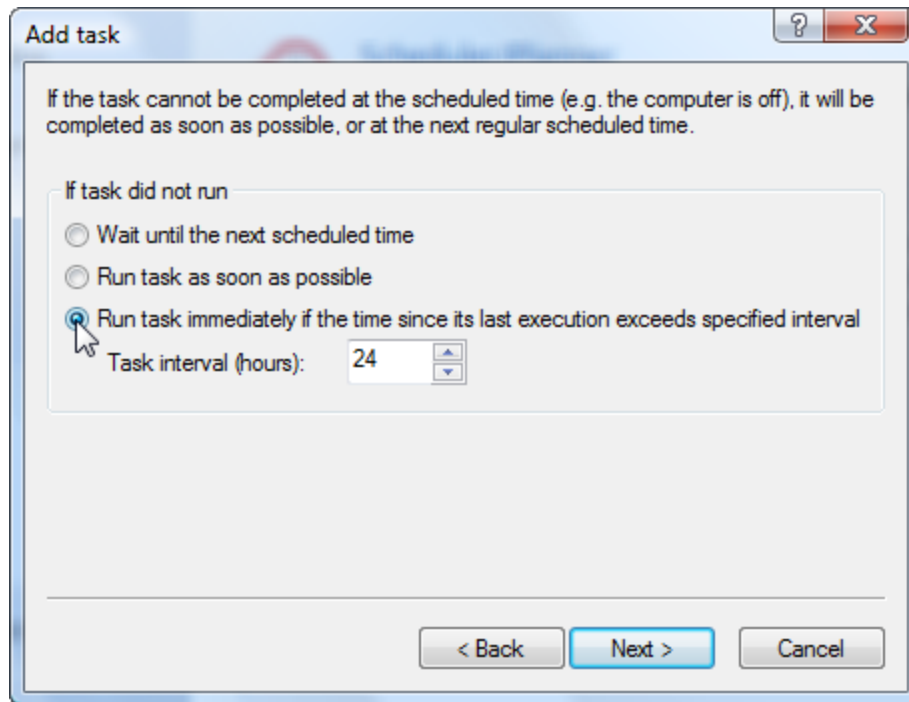 Add task
If the task cannot be completed at the scheduled time (e.g. the computer is off), it will be
completed as soon as possible, or at the next regular scheduled time.
If task did not run
Wait until the next scheduled time
Run task as soon as possible
Run task immediately if the time since its last execution exceeds specified interval
Task interval (hours): 24
< Back Next > Cancel